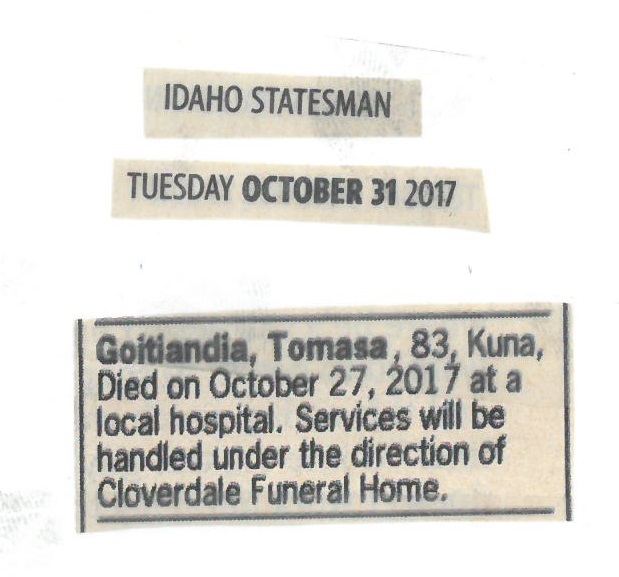 IDAHO STATESMAN
TUESDAY OCTOBER 31 2017
Goitiandia, Tomasa, 83, Kuna,
Died on October 27, 2017 at a
local hospital. Services will be
handled under the direction of
Cloverdale Funeral Home.